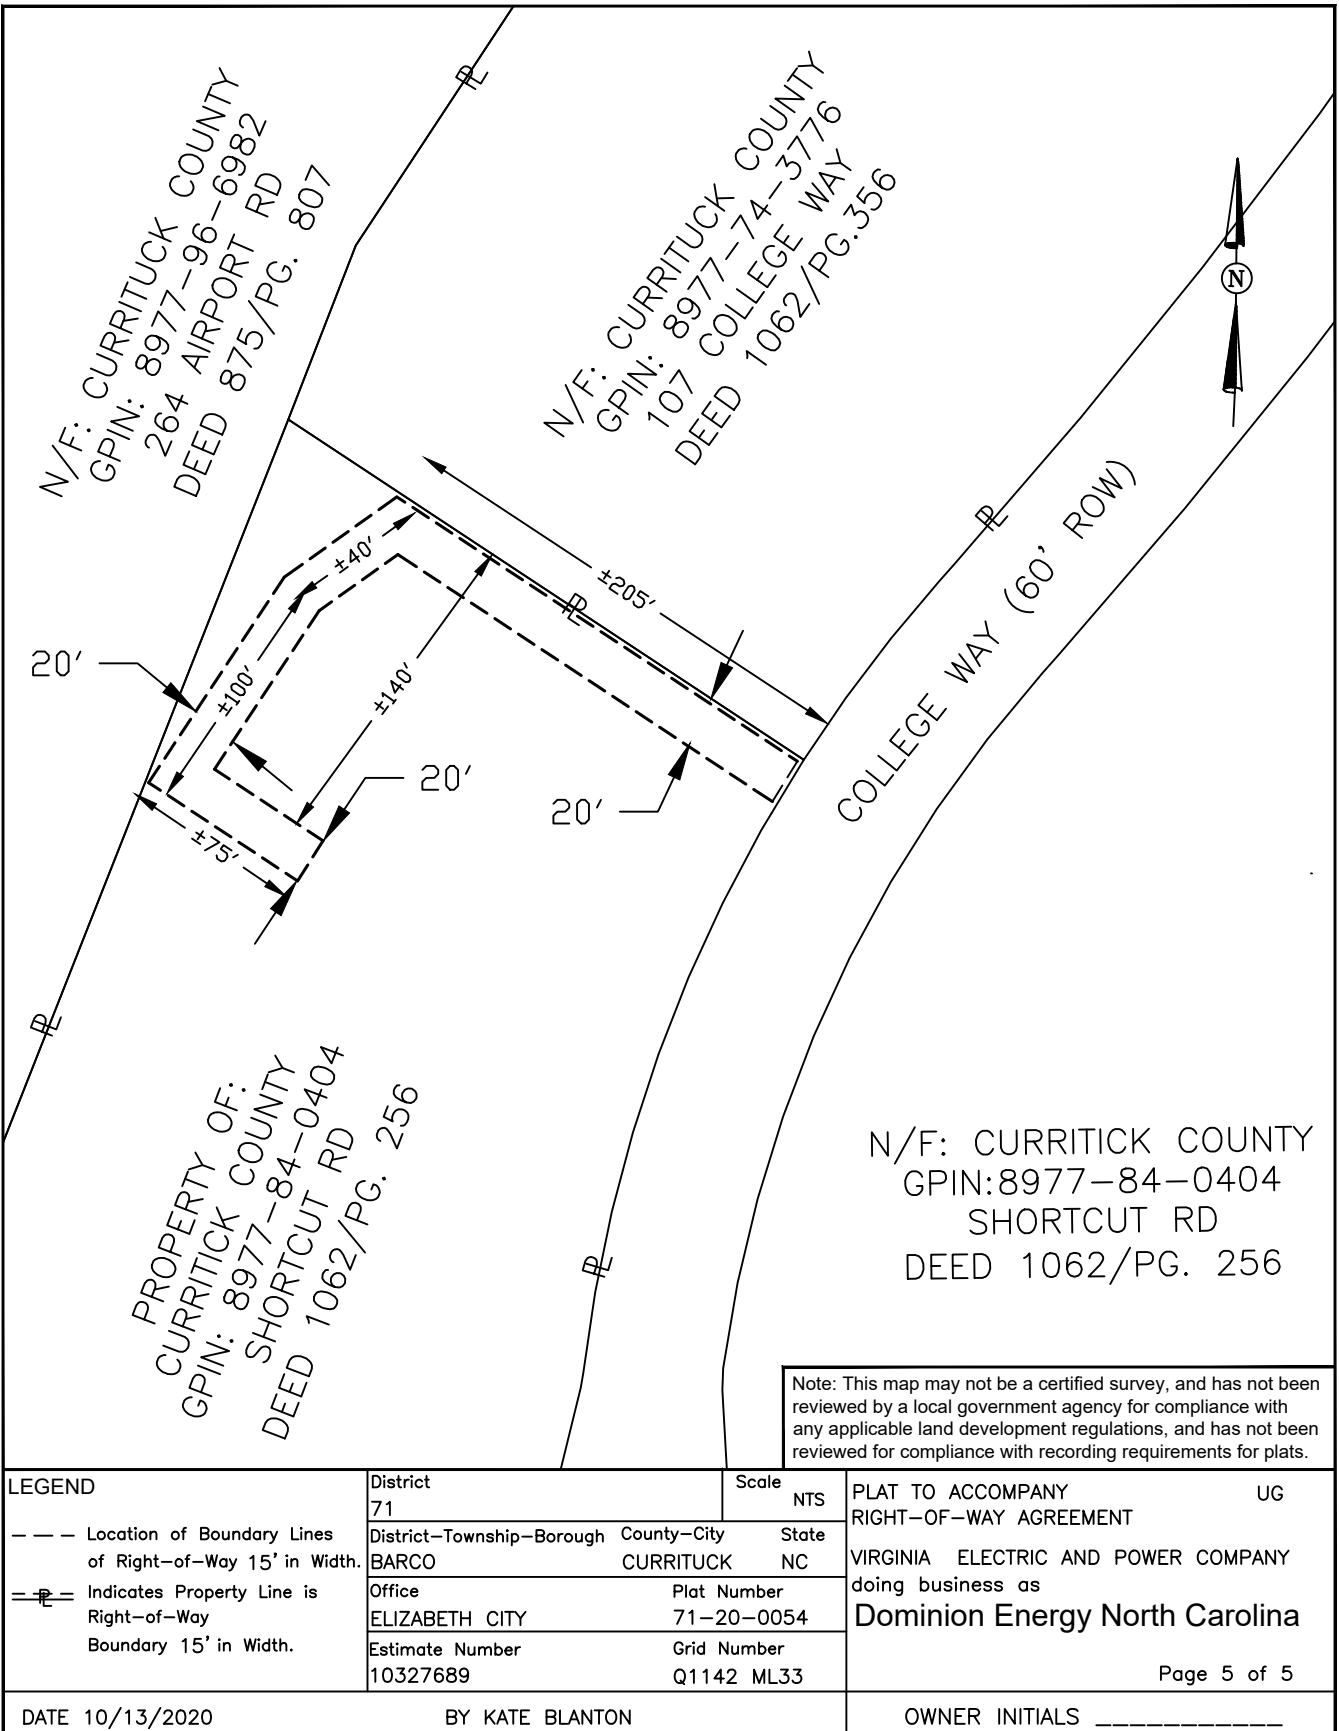 N/F: CURRITUCK COUNTY
GPIN: 8977-96-6982
264 AIRPORT RD
DEED 875/PG. 807
N/F: CURRITUCK COUNTY
GPIN: 8977-74-3776
107 COLLEGE WAY
DEED 1062/PG.356
N
PL
PL
PL
PL
PL
±40'
±205'
±100'
±140'
±75'
20'
20'
20'
COLLEGE WAY (60' ROW)
PROPERTY OF:
CURRITICK COUNTY
GPIN: 8977-84-0404
SHORTCUT RD
DEED 1062/PG. 256
N/F: CURRITICK COUNTY
GPIN:8977-84-0404
SHORTCUT RD
DEED 1062/PG. 256
Note: This map may not be a certified survey, and has not been
reviewed by a local government agency for compliance with
any applicable land development regulations, and has not been
reviewed for compliance with recording requirements for plats.
LEGEND
Location of Boundary Lines
of Right-of-Way 15' in Width.
PL Indicates Property Line is
Right-of-Way
Boundary 15' in Width.
District
71
Scale
NTS
District-Township-Borough County-City State
BARCO CURRITUCK NC
Office Plat Number
ELIZABETH CITY 71-20-0054
Estimate Number Grid Number
10327689 Q1142 ML33
PLAT TO ACCOMPANY UG
RIGHT-OF-WAY AGREEMENT
VIRGINIA ELECTRIC AND POWER COMPANY
doing business as
Dominion Energy North Carolina
Page 5 of 5
DATE 10/13/2020 BY KATE BLANTON OWNER INITIALS ___________